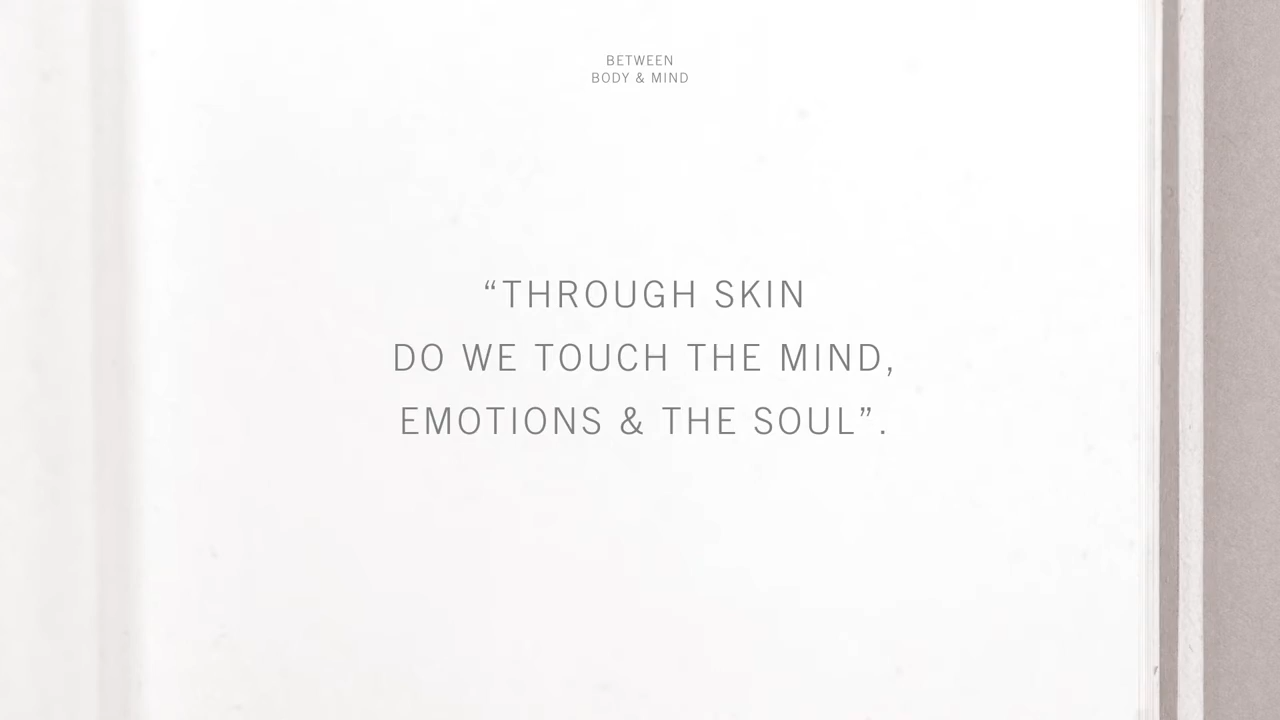 BETWEEN
BODY & MIND
“THROUGH SKIN
DO WE TOUCH THE MIND,
EMOTIONS & THE SOUL”.